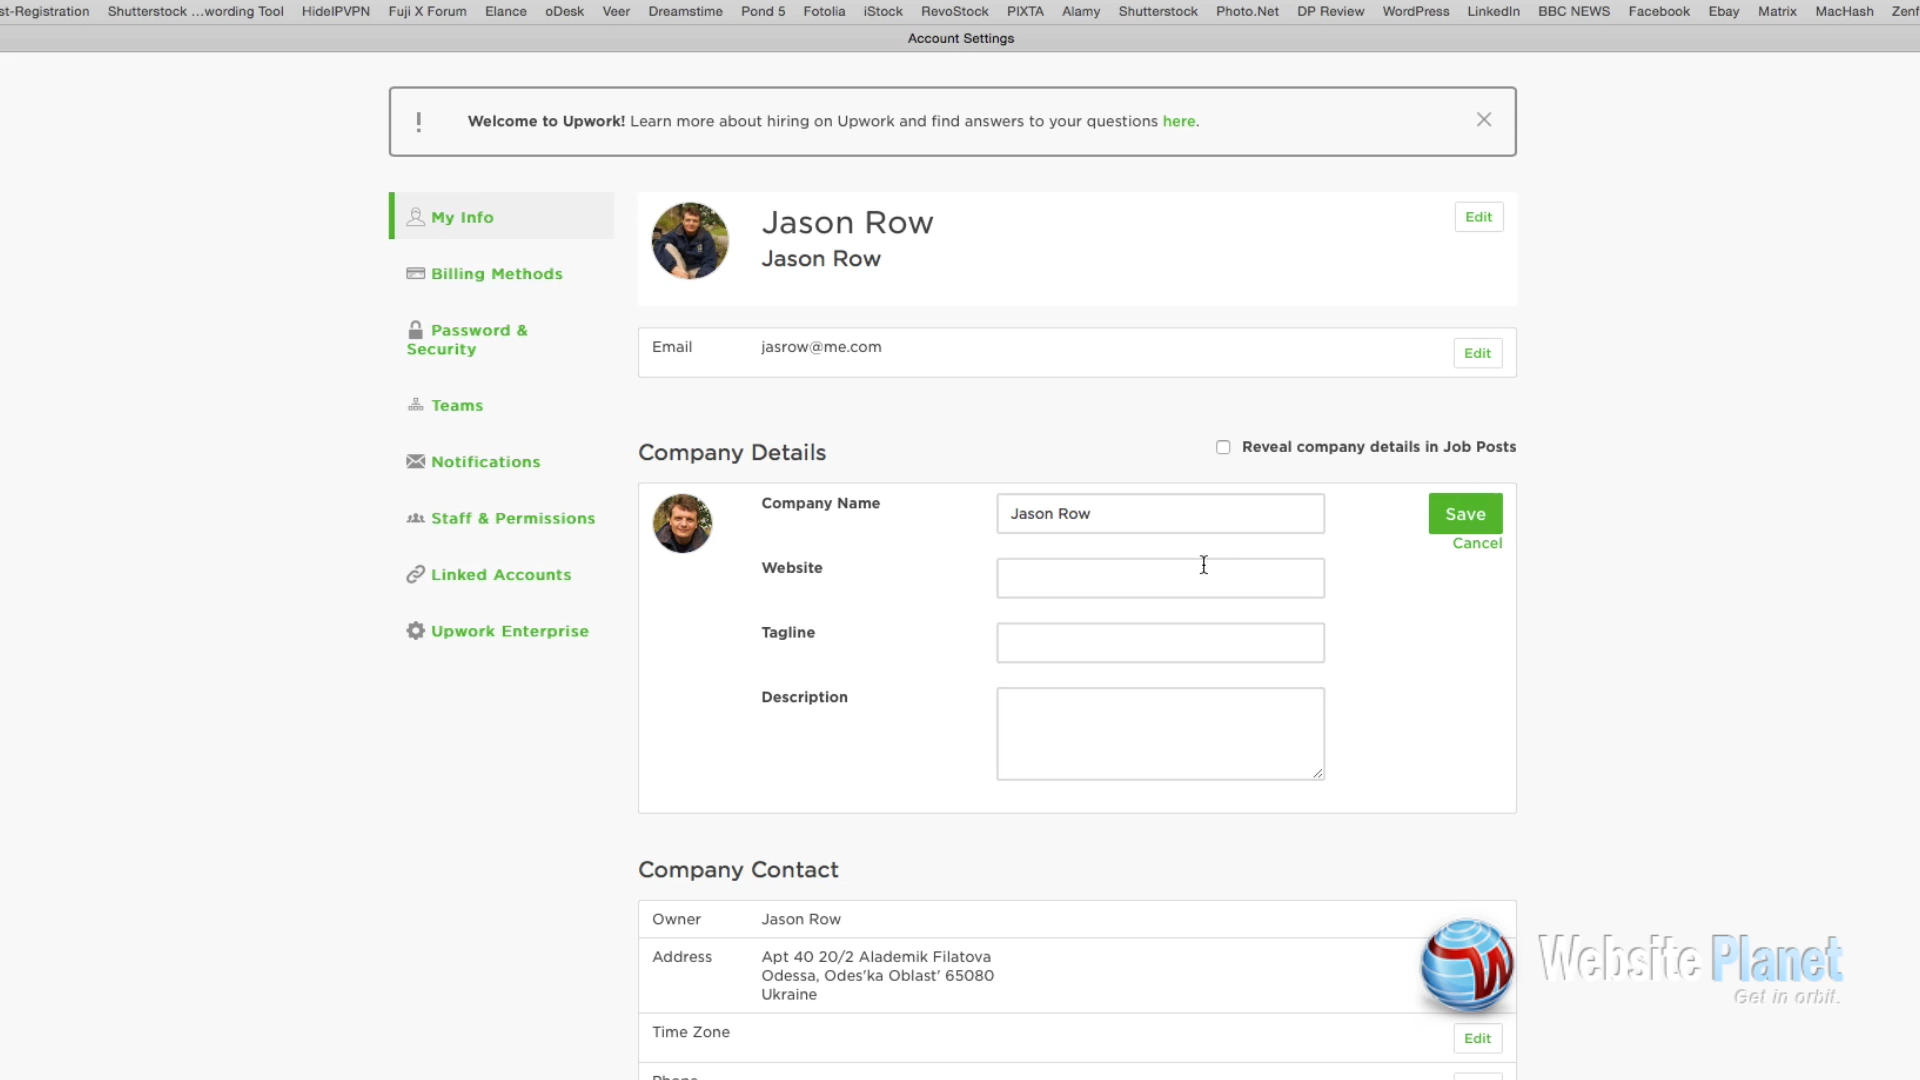 st-Registration Shutterstock ...wording Tool HideIPVPN Fuji X Forum Elance oDesk Veer Dreamstime Pond 5 Fotolia iStock RevoStock PIXTA Alamy Shutterstock Photo.Net DP Review WordPress LinkedIn BBC NEWS Facebook Ebay Matrix MacHash Zenf
Account Settings
! Welcome to Upwork! Learn more about hiring on Upwork and find answers to your questions here.
My Info
Billing Methods
Password &
Security
Teams
Notifications
Staff & Permissions
Linked Accounts
Upwork Enterprise
Jason Row
Edit
Jason Row
Email jasrow@me.com
Edit
Company Details
Reveal company details in Job Posts
Company Name
Jason Row
Save
Cancel
Website
Tagline
Description
Company Contact
Owner Jason Row
Address Apt 40 20/2 Alademik Filatova
Odessa, Odes'ka Oblast' 65080
Ukraine
Time Zone
Edit
Phone
W
Website Planet
Get in orbit.